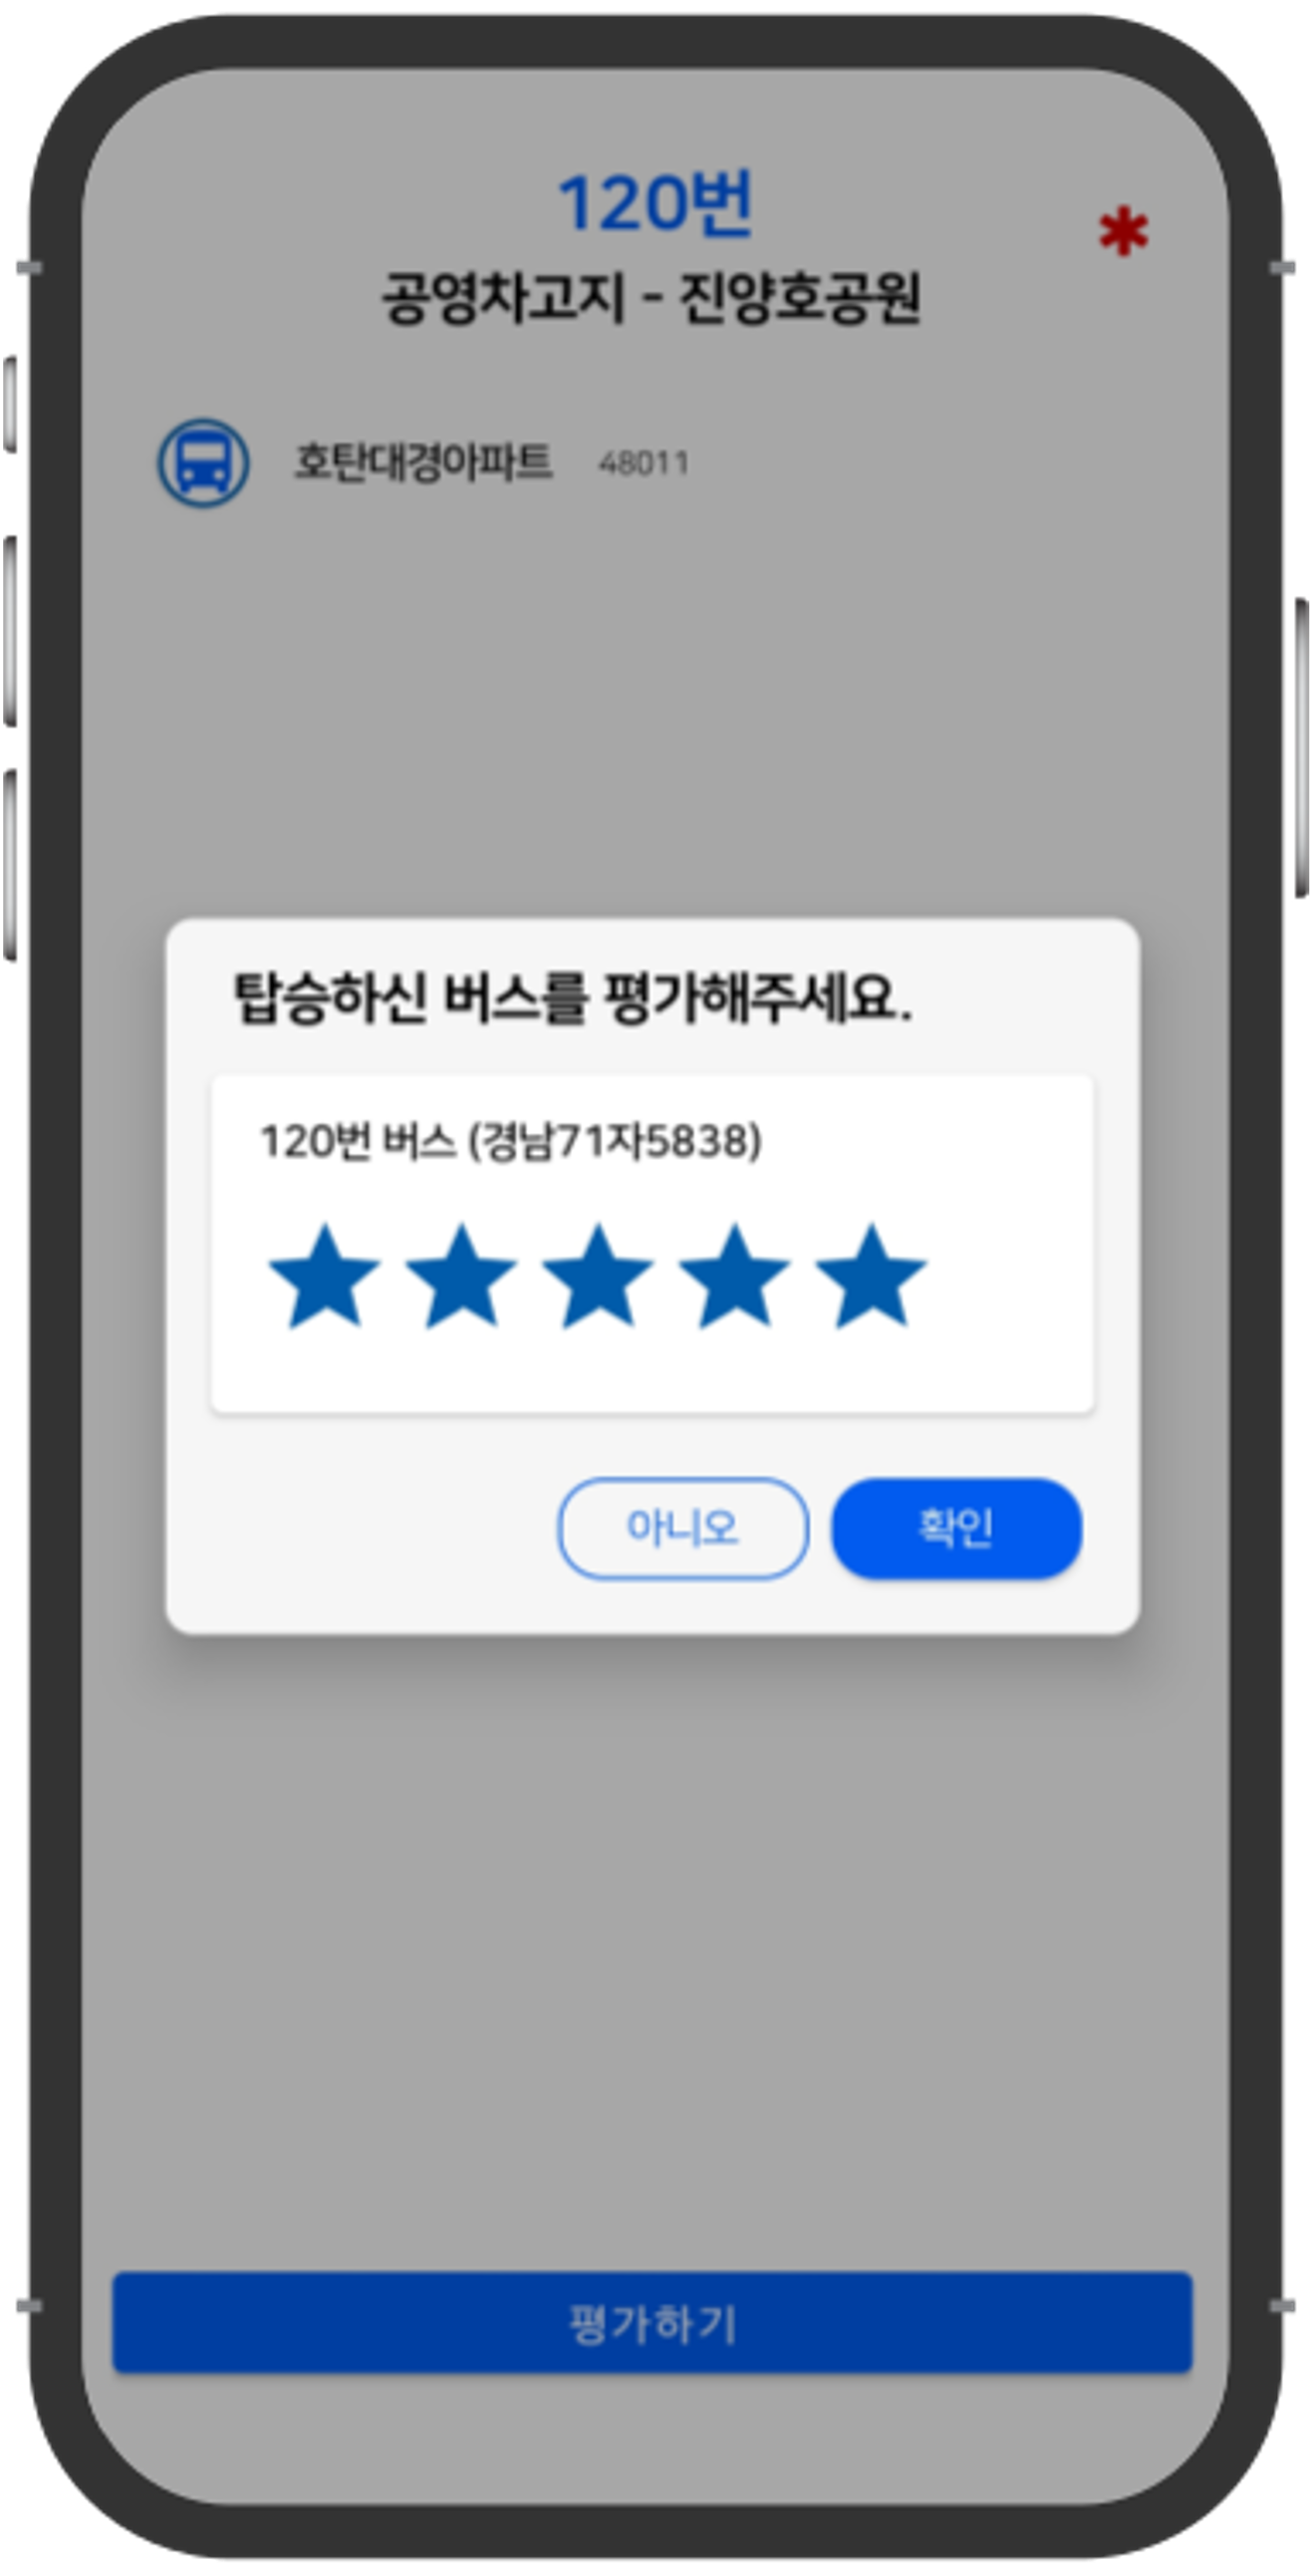 120번
공영차고지 - 진양호공원
호탄대경아파트 48011
탑승하신 버스를 평가해주세요.
120번 버스 (경남71자5838)
아니오 확인
평가하기